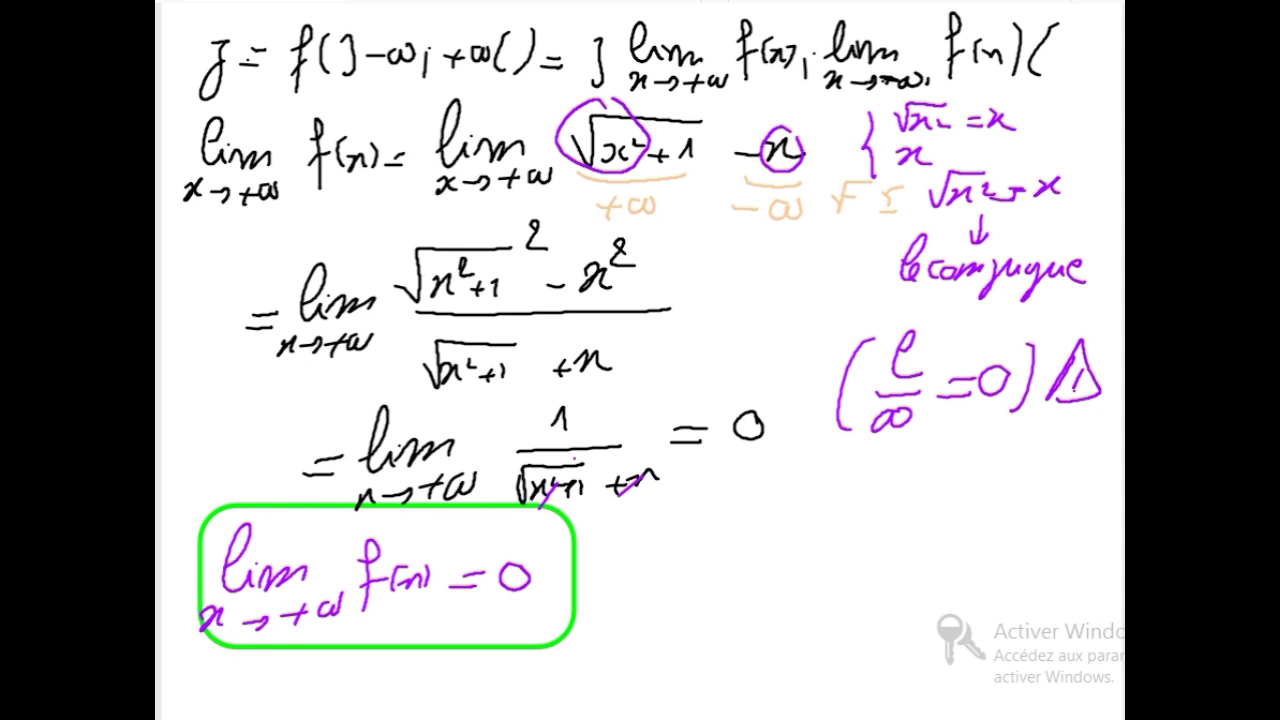 J = f(]-∞; +∞[) = ] lim x→+∞ f(x), lim x→-∞ f(x) [
lim x→+∞ f(x) = lim x→+∞ √(x²+1) - x
+∞ -∞
{ √x² = x
x
√x² - x
↓
le conjugue
= lim x→+∞ (√(x²+1)² - x²) / (√(x²+1) + x)
(l/∞ = 0) ⚠
= lim x→+∞ 1 / (√(x²+1) + x) = 0
lim x→+∞ f(x) = 0
Activer Windo
Accédez aux parar
activer Windows.